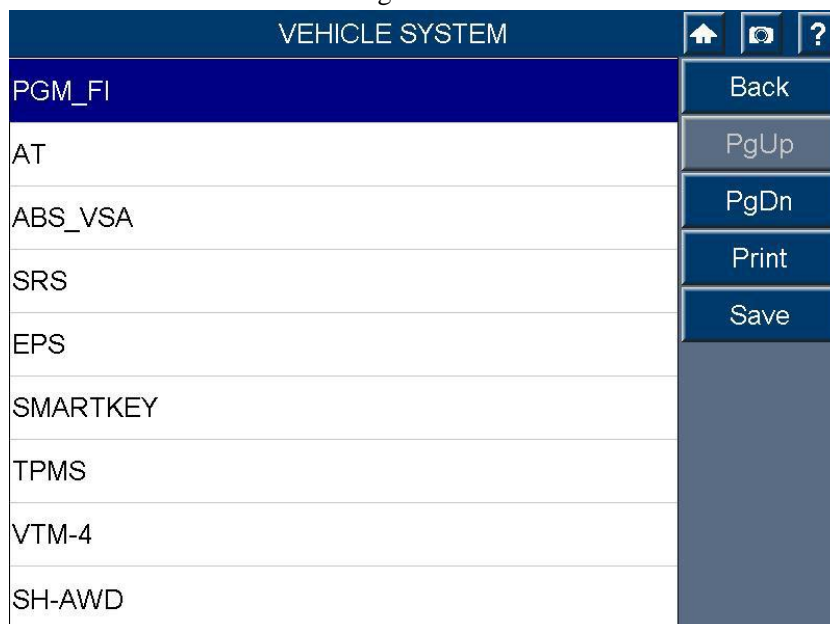 VEHICLE SYSTEM
?
PGM_FI
AT
ABS_VSA
SRS
EPS
SMARTKEY
TPMS
VTM-4
SH-AWD
Back
PgUp
PgDn
Print
Save